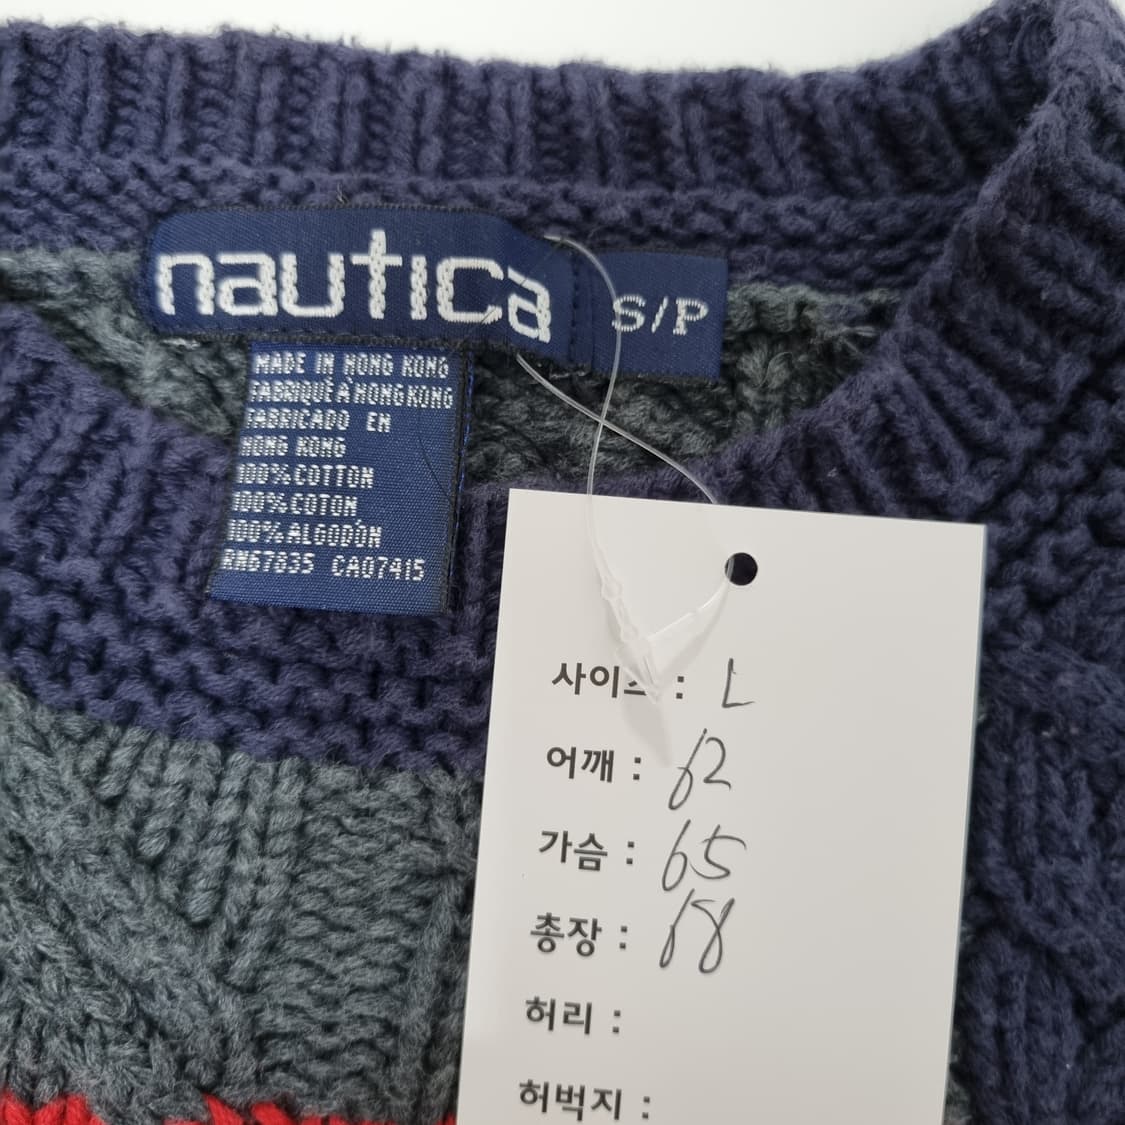 nautica
S/P
MADE IN HONG KONG
FABRIQUÉ À HONG KONG
FABRICADO EN
HONG KONG
100% COTTON
100% COTON
100% ALGODÓN
RN67835 CA07415
사이즈 : L
어깨 : 62
가슴 : 65
총장 :
허리 :
허벅지 :